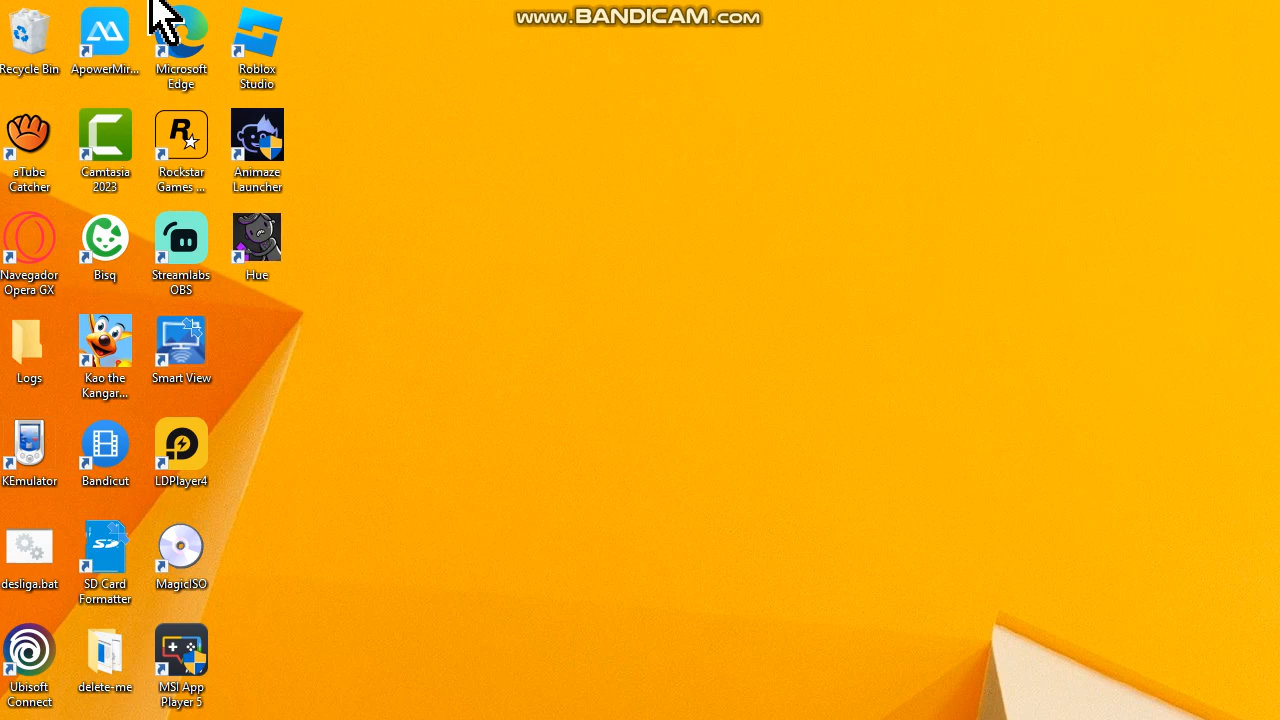 www.BANDICAM.com
Recycle Bin
ApowerMir...
Microsoft
Edge
Roblox
Studio
aTube
Catcher
Camtasia
2023
Rockstar
Games ...
Animaze
Launcher
Navegador
Opera GX
Bisq
Streamlabs
OBS
Hue
Logs
Kao the
Kangar...
Smart View
KEmulator
Bandicut
LDPlayer4
desliga.bat
SD Card
Formatter
MagicISO
Ubisoft
Connect
delete-me
MSI App
Player 5